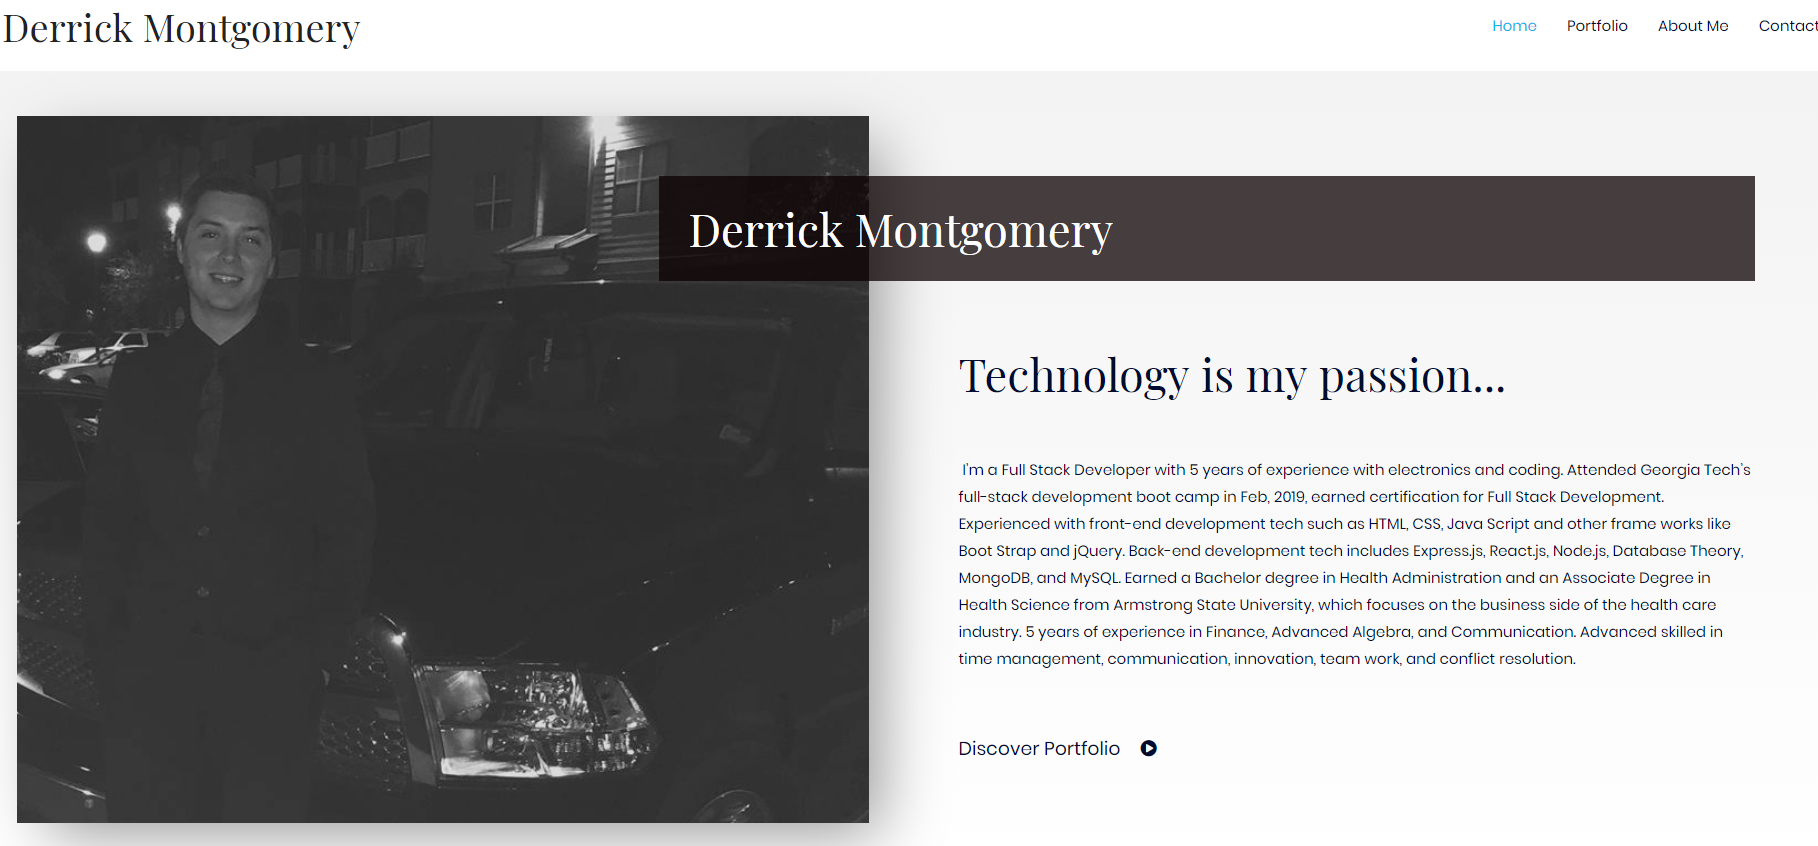 Derrick Montgomery
Home Portfolio About Me Contact
Derrick Montgomery
Technology is my passion...
I'm a Full Stack Developer with 5 years of experience with electronics and coding. Attended Georgia Tech's
full-stack development boot camp in Feb, 2019, earned certification for Full Stack Development.
Experienced with front-end development tech such as HTML, CSS, Java Script and other frame works like
Boot Strap and jQuery. Back-end development tech includes Express.js, React.js, Node.js, Database Theory,
MongoDB, and MySQL. Earned a Bachelor degree in Health Administration and an Associate Degree in
Health Science from Armstrong State University, which focuses on the business side of the health care
industry. 5 years of experience in Finance, Advanced Algebra, and Communication. Advanced skilled in
time management, communication, innovation, team work, and conflict resolution.
Discover Portfolio